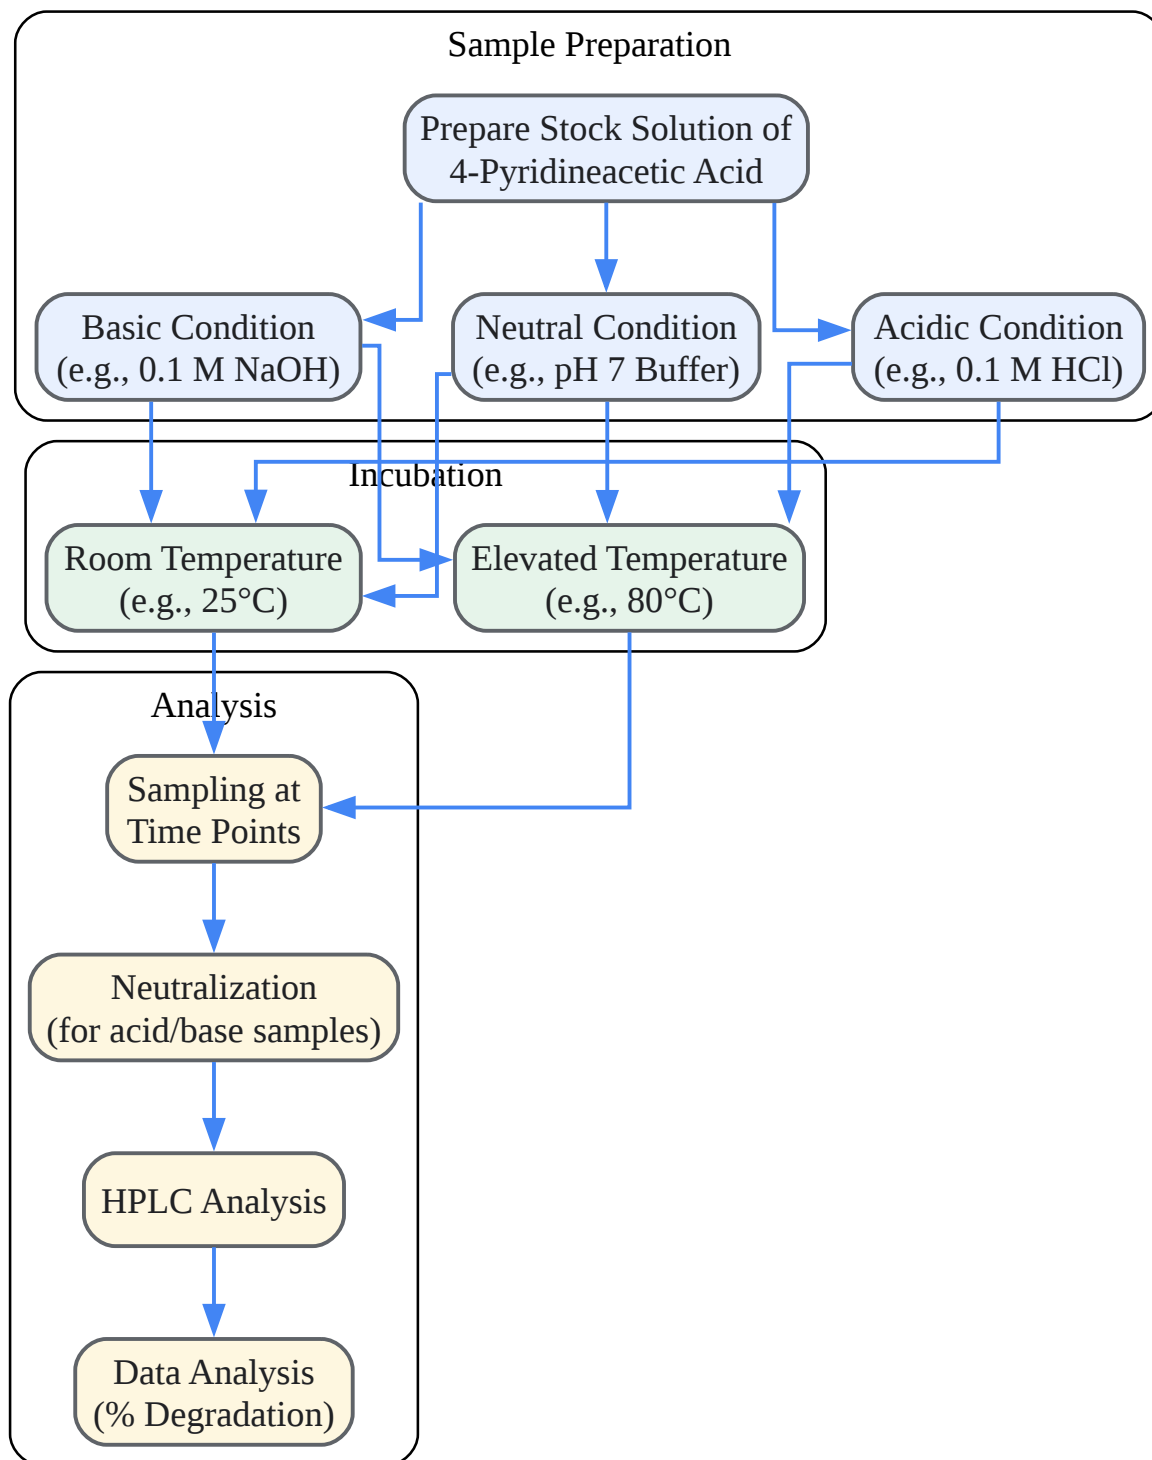 Sample Preparation
Prepare Stock Solution of
4-Pyridineacetic Acid
Basic Condition
(e.g., 0.1 M NaOH)
Neutral Condition
(e.g., pH 7 Buffer)
Acidic Condition
(e.g., 0.1 M HCl)
Incubation
Room Temperature
(e.g., 25°C)
Elevated Temperature
(e.g., 80°C)
Analysis
Sampling at
Time Points
Neutralization
(for acid/base samples)
HPLC Analysis
Data Analysis
(% Degradation)